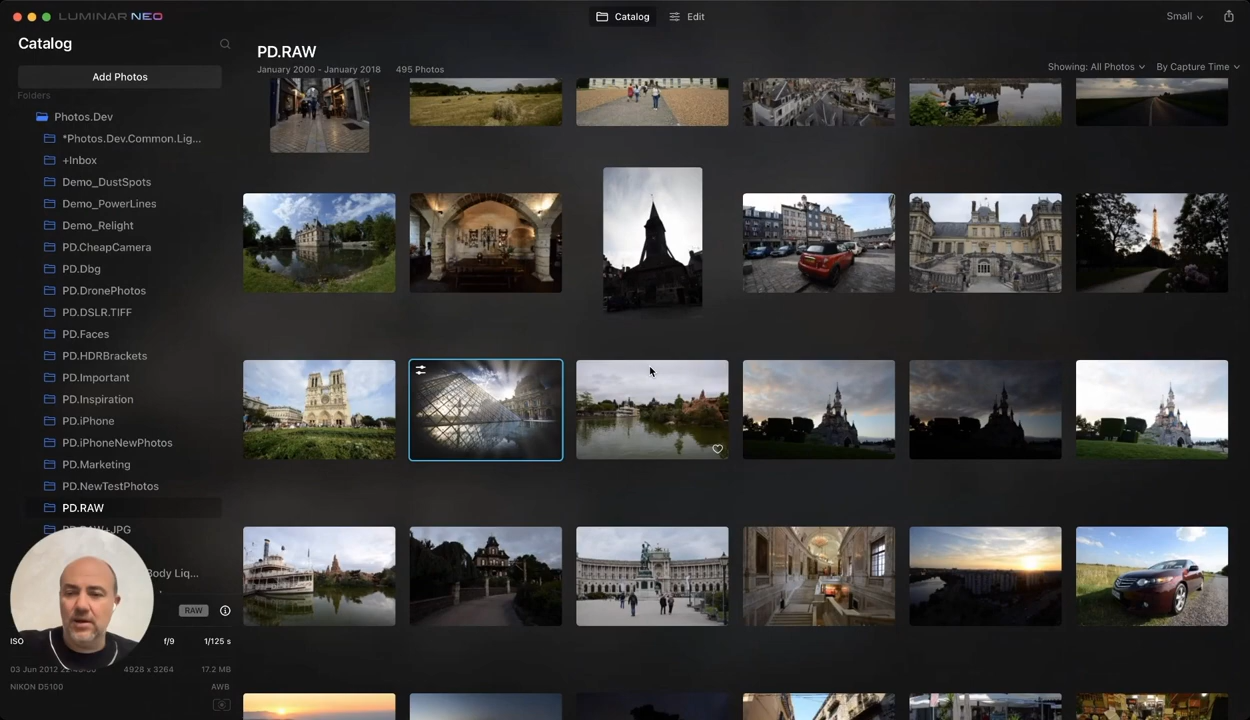 LUMINAR NEO
Catalog
Edit
Small
Catalog
PD.RAW
January 2000 - January 2018
495 Photos
Showing: All Photos
By Capture Time
Add Photos
Folders
Photos.Dev
*Photos.Dev.Common.Lig...
+Inbox
Demo_DustSpots
Demo_PowerLines
Demo_Relight
PD.CheapCamera
PD.Dbg
PD.DronePhotos
PD.DSLR.TIFF
PD.Faces
PD.HDRBrackets
PD.Important
PD.Inspiration
PD.iPhone
PD.iPhoneNewPhotos
PD.Marketing
PD.NewTestPhotos
PD.RAW
PD.RAW+JPG
Body Liq...
RAW
ISO
f/9
1/125 s
03 Jun 2012
4928 x 3264
17.2 MB
NIKON D5100
AWB